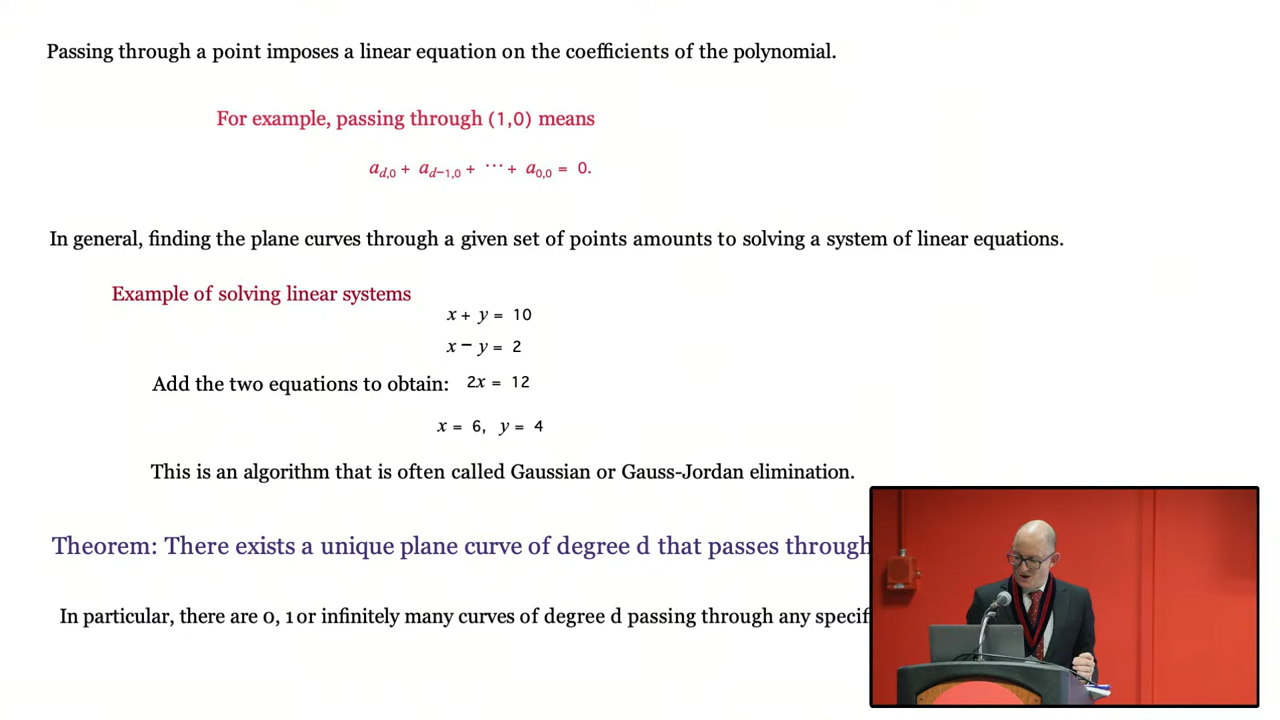 Passing through a point imposes a linear equation on the coefficients of the polynomial.
For example, passing through (1,0) means
a_{d,0} + a_{d−1,0} + ⋯ + a_{0,0} = 0.
In general, finding the plane curves through a given set of points amounts to solving a system of linear equations.
Example of solving linear systems
x + y = 10
x − y = 2
Add the two equations to obtain: 2x = 12
x = 6, y = 4
This is an algorithm that is often called Gaussian or Gauss-Jordan elimination.
Theorem: There exists a unique plane curve of degree d that passes through
In particular, there are 0, 1 or infinitely many curves of degree d passing through any